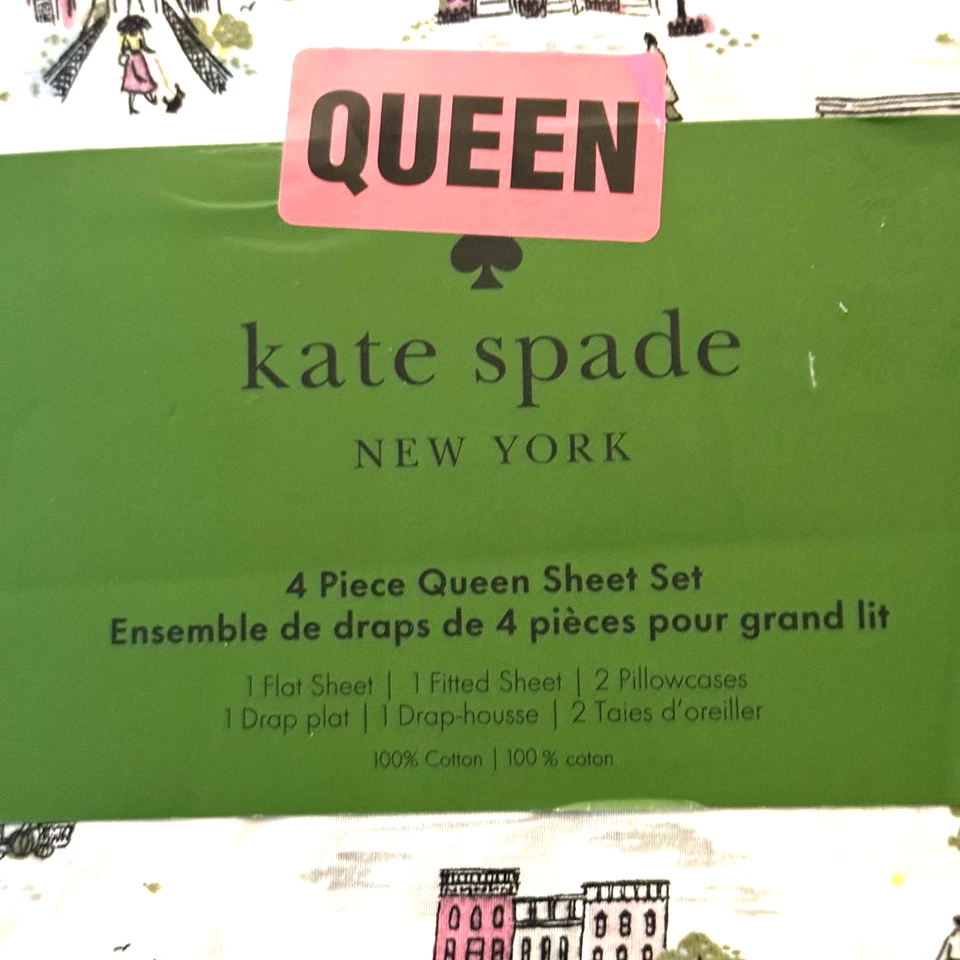 QUEEN
kate spade
NEW YORK
4 Piece Queen Sheet Set
Ensemble de draps de 4 pièces pour grand lit
1 Flat Sheet | 1 Fitted Sheet | 2 Pillowcases
1 Drap plat | 1 Drap-housse | 2 Taies d'oreiller
100% Cotton | 100 % coton